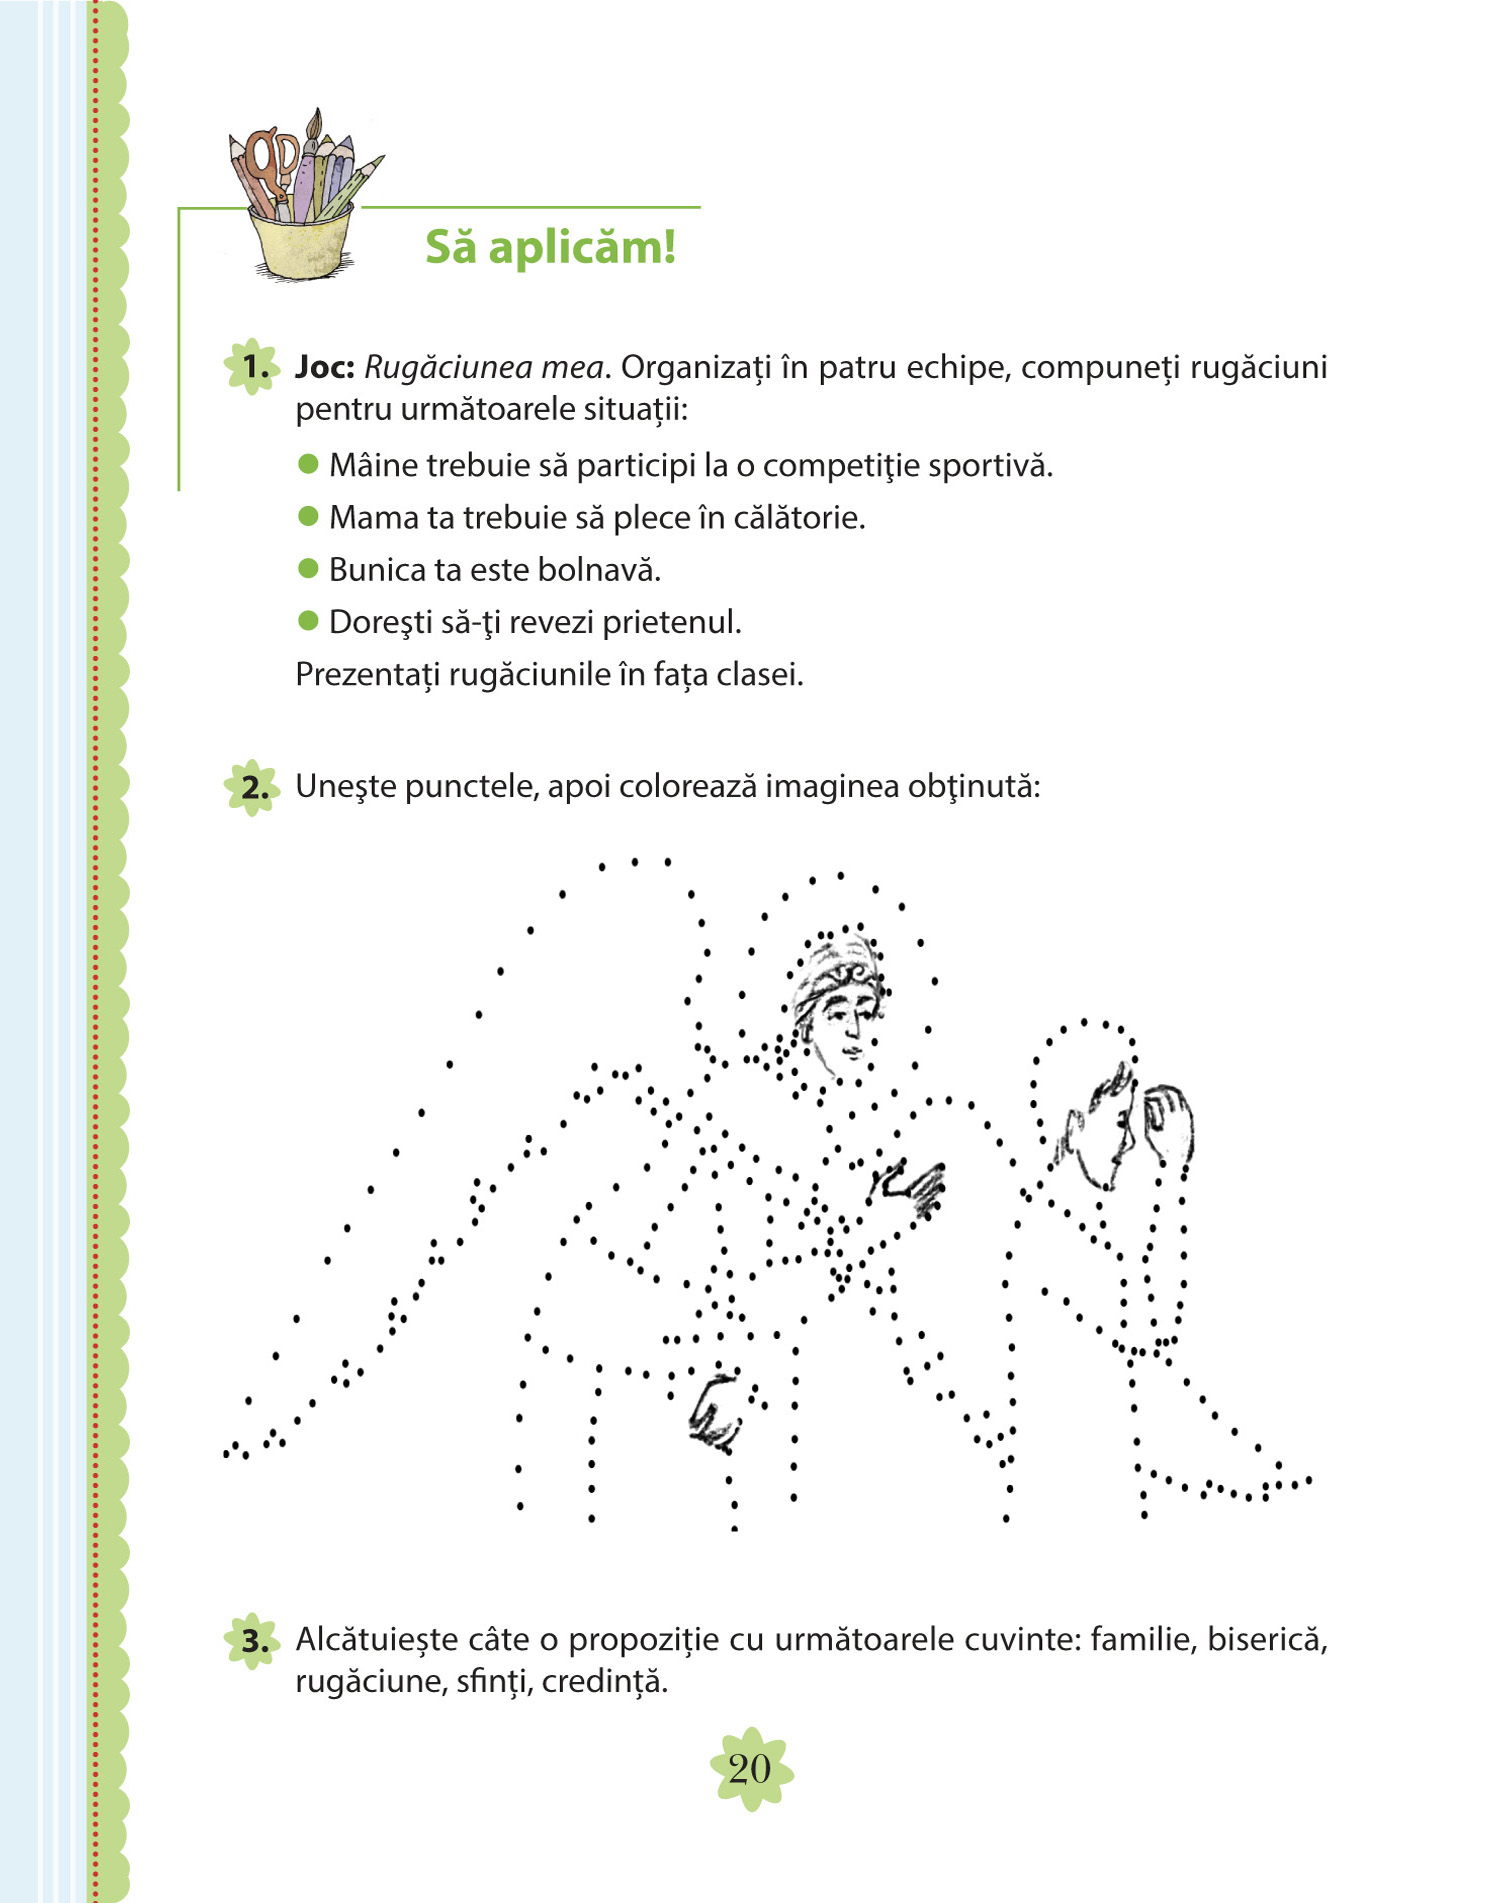 Să aplicăm!
1. Joc: Rugăciunea mea. Organizați în patru echipe, compuneți rugăciuni
pentru următoarele situații:
● Mâine trebuie să participi la o competiţie sportivă.
● Mama ta trebuie să plece în călătorie.
● Bunica ta este bolnavă.
● Doreşti să-ţi revezi prietenul.
Prezentați rugăciunile în fața clasei.
2. Uneşte punctele, apoi colorează imaginea obţinută:
3. Alcătuiește câte o propoziție cu următoarele cuvinte: familie, biserică,
rugăciune, sfinți, credință.
20